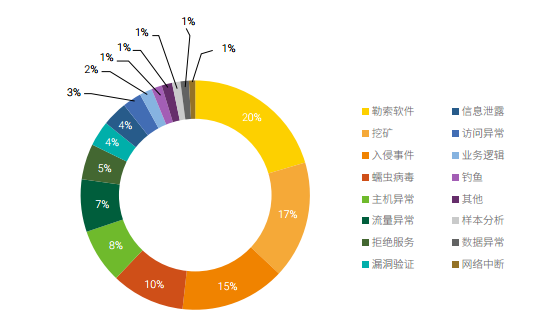 1%
1%
1%
1%
1%
2%
3%
4%
4%
5%
7%
8%
10%
15%
17%
20%
勒索软件 信息泄露
挖矿 访问异常
入侵事件 业务逻辑
蠕虫病毒 钓鱼
主机异常 其他
流量异常 样本分析
拒绝服务 数据异常
漏洞验证 网络中断